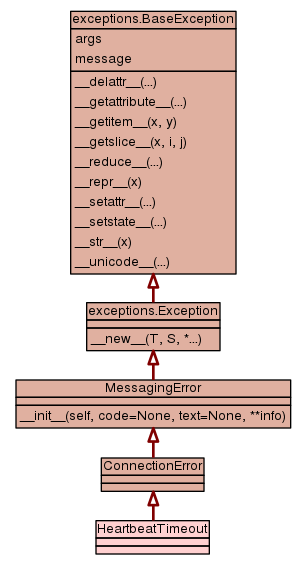 exceptions.BaseException
args
message
__delattr__(...)
__getattribute__(...)
__getitem__(x, y)
__getslice__(x, i, j)
__reduce__(...)
__repr__(x)
__setattr__(...)
__setstate__(...)
__str__(x)
__unicode__(...)
exceptions.Exception
__new__(T, S, *...)
MessagingError
__init__(self, code=None, text=None, **info)
ConnectionError
HeartbeatTimeout